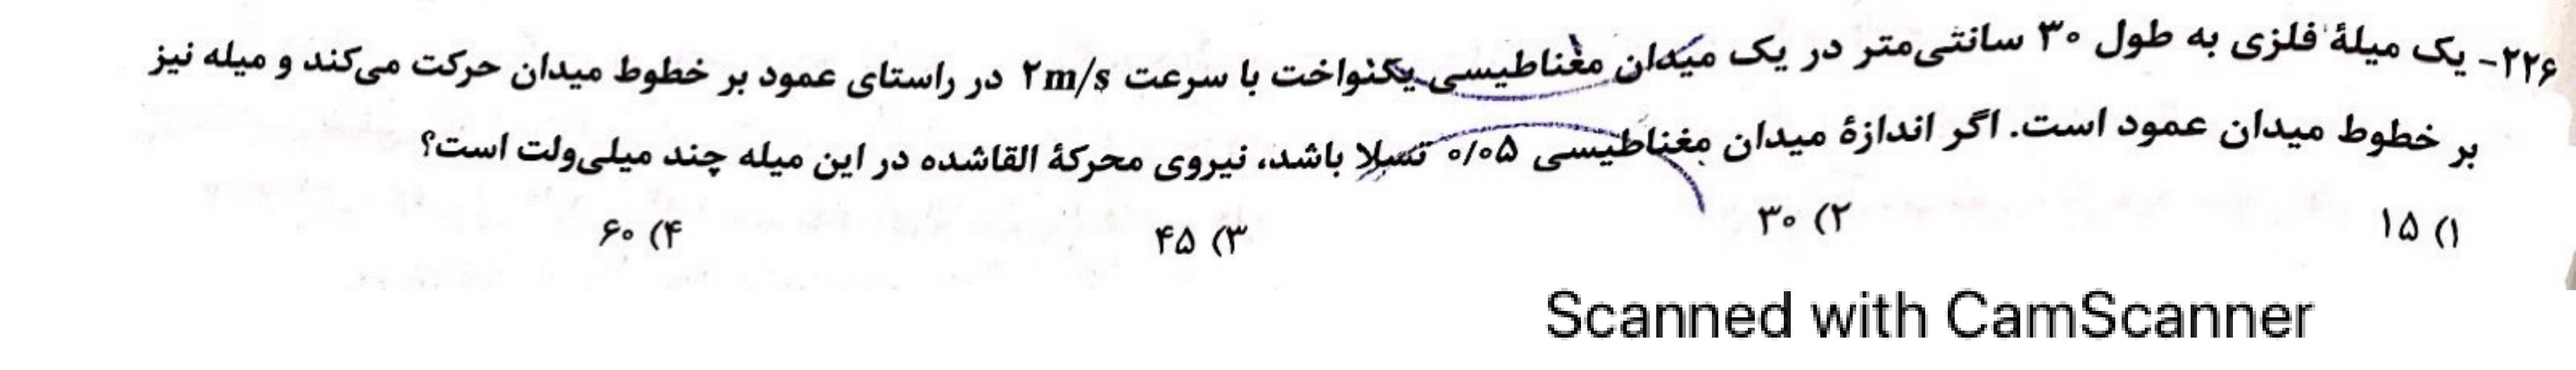 ۲۲۶- یک میلهٔ فلزی به طول ۳۰ سانتی‌متر در یک میدان مغناطیسی یکنواخت با سرعت ۲m/s در راستای عمود بر خطوط میدان حرکت می‌کند و میله نیز
بر خطوط میدان عمود است. اگر اندازهٔ میدان مغناطیسی ۰/۰۵ تسلا باشد، نیروی محرکهٔ القاشده در این میله چند میلی‌ولت است؟
۱) ۱۵ ۲) ۳۰ ۳) ۴۵ ۴) ۶۰
Scanned with CamScanner